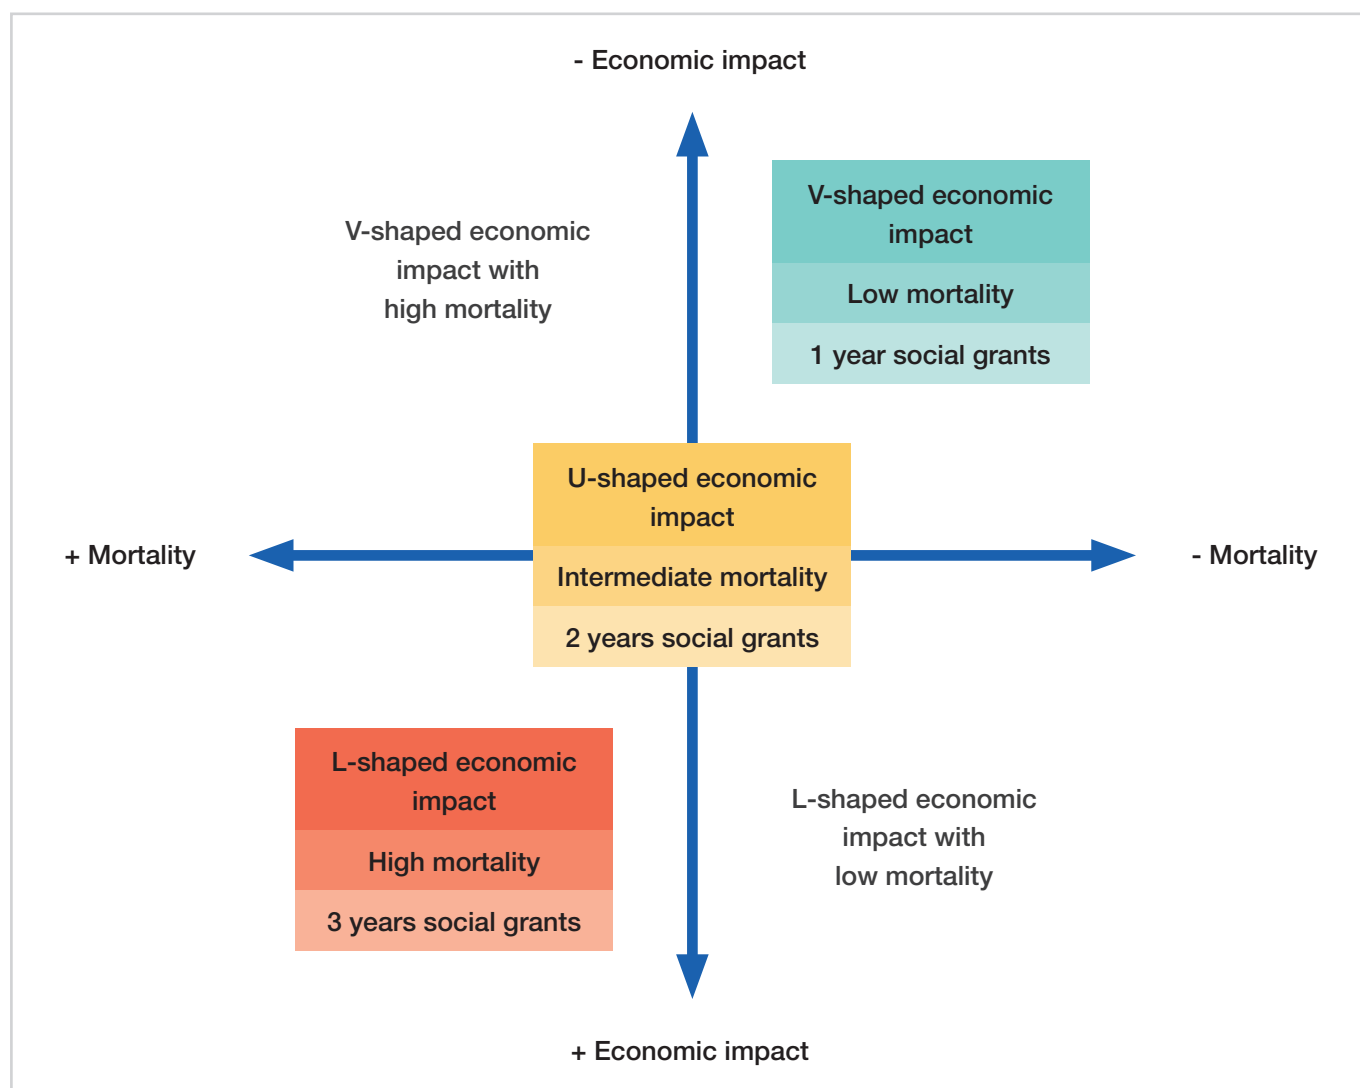 - Economic impact
V-shaped economic
impact with
high mortality
V-shaped economic
impact
Low mortality
1 year social grants
+ Mortality
U-shaped economic
impact
Intermediate mortality
2 years social grants
- Mortality
L-shaped economic
impact
High mortality
3 years social grants
L-shaped economic
impact with
low mortality
+ Economic impact